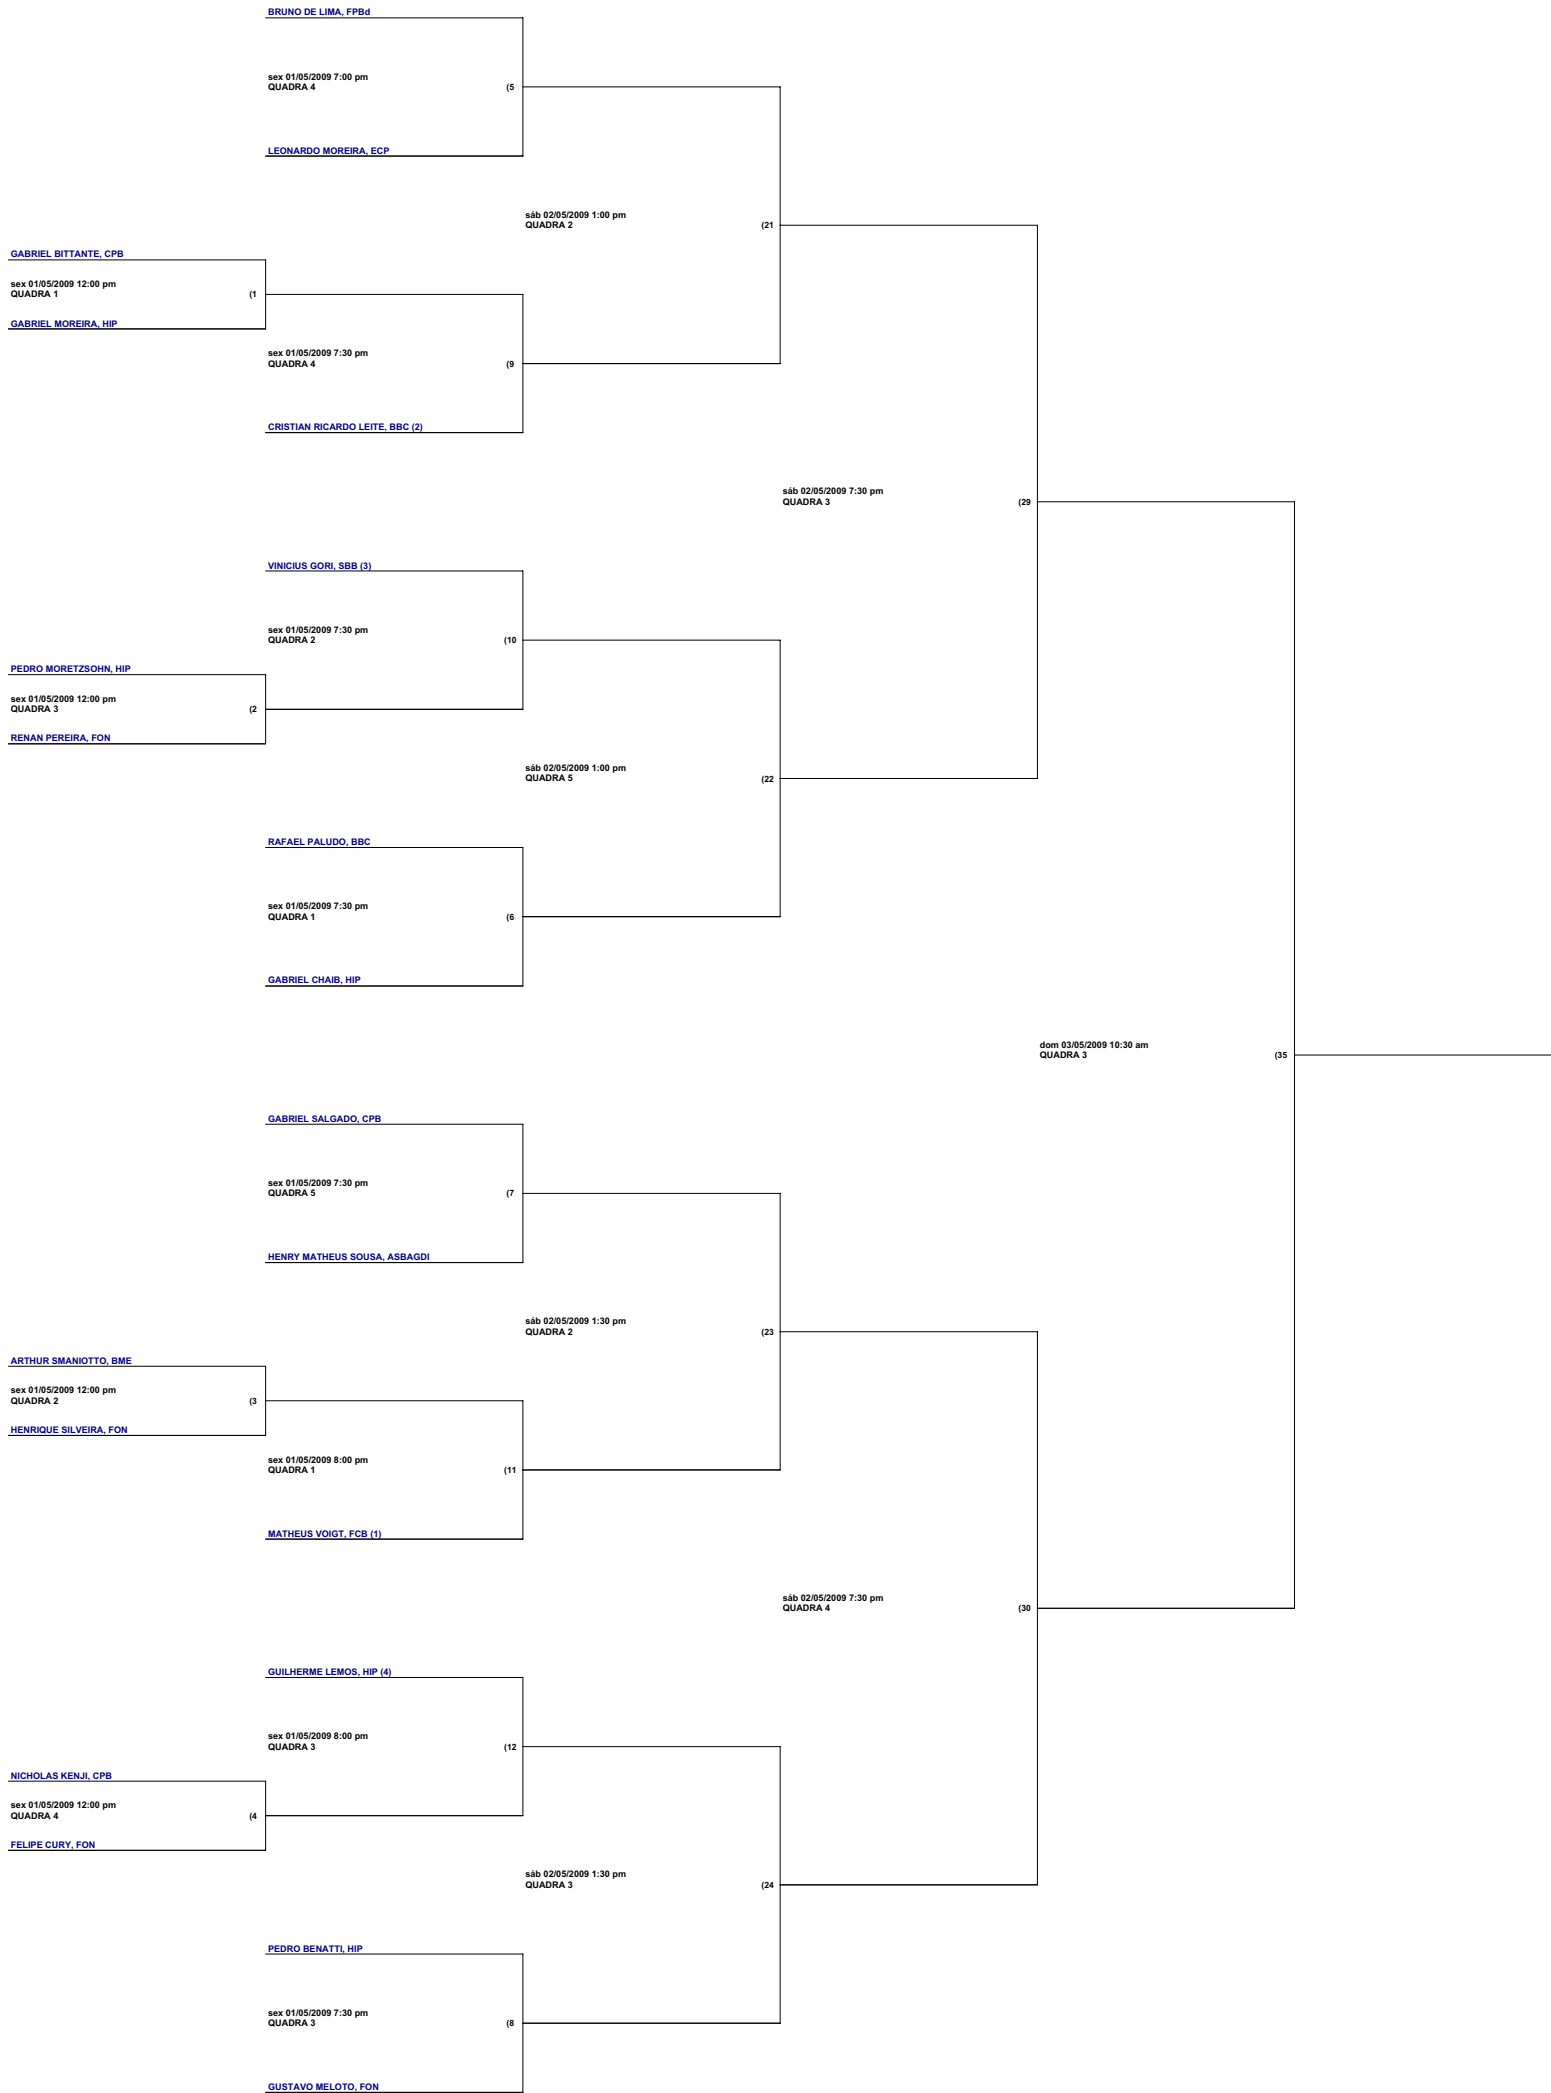 BRUNO DE LIMA, FPBd
sex 01/05/2009 7:00 pm
QUADRA 4 (5
LEONARDO MOREIRA, ECP
sáb 02/05/2009 1:00 pm
QUADRA 2 (21
GABRIEL BITTANTE, CPB
sex 01/05/2009 12:00 pm
QUADRA 1 (1
GABRIEL MOREIRA, HIP
sex 01/05/2009 7:30 pm
QUADRA 4 (9
CRISTIAN RICARDO LEITE, BBC (2)
sáb 02/05/2009 7:30 pm
QUADRA 3 (29
VINICIUS GORI, SBB (3)
sex 01/05/2009 7:30 pm
QUADRA 2 (10
PEDRO MORETZSOHN, HIP
sex 01/05/2009 12:00 pm
QUADRA 3 (2
RENAN PEREIRA, FON
sáb 02/05/2009 1:00 pm
QUADRA 5 (22
RAFAEL PALUDO, BBC
sex 01/05/2009 7:30 pm
QUADRA 1 (6
GABRIEL CHAIB, HIP
dom 03/05/2009 10:30 am
QUADRA 3 (35
GABRIEL SALGADO, CPB
sex 01/05/2009 7:30 pm
QUADRA 5 (7
HENRY MATHEUS SOUSA, ASBAGDI
sáb 02/05/2009 1:30 pm
QUADRA 2 (23
ARTHUR SMANIOTTO, BME
sex 01/05/2009 12:00 pm
QUADRA 2 (3
HENRIQUE SILVEIRA, FON
sex 01/05/2009 8:00 pm
QUADRA 1 (11
MATHEUS VOIGT, FCB (1)
sáb 02/05/2009 7:30 pm
QUADRA 4 (30
GUILHERME LEMOS, HIP (4)
sex 01/05/2009 8:00 pm
QUADRA 3 (12
NICHOLAS KENJI, CPB
sex 01/05/2009 12:00 pm
QUADRA 4 (4
FELIPE CURY, FON
sáb 02/05/2009 1:30 pm
QUADRA 3 (24
PEDRO BENATTI, HIP
sex 01/05/2009 7:30 pm
QUADRA 3 (8
GUSTAVO MELOTO, FON